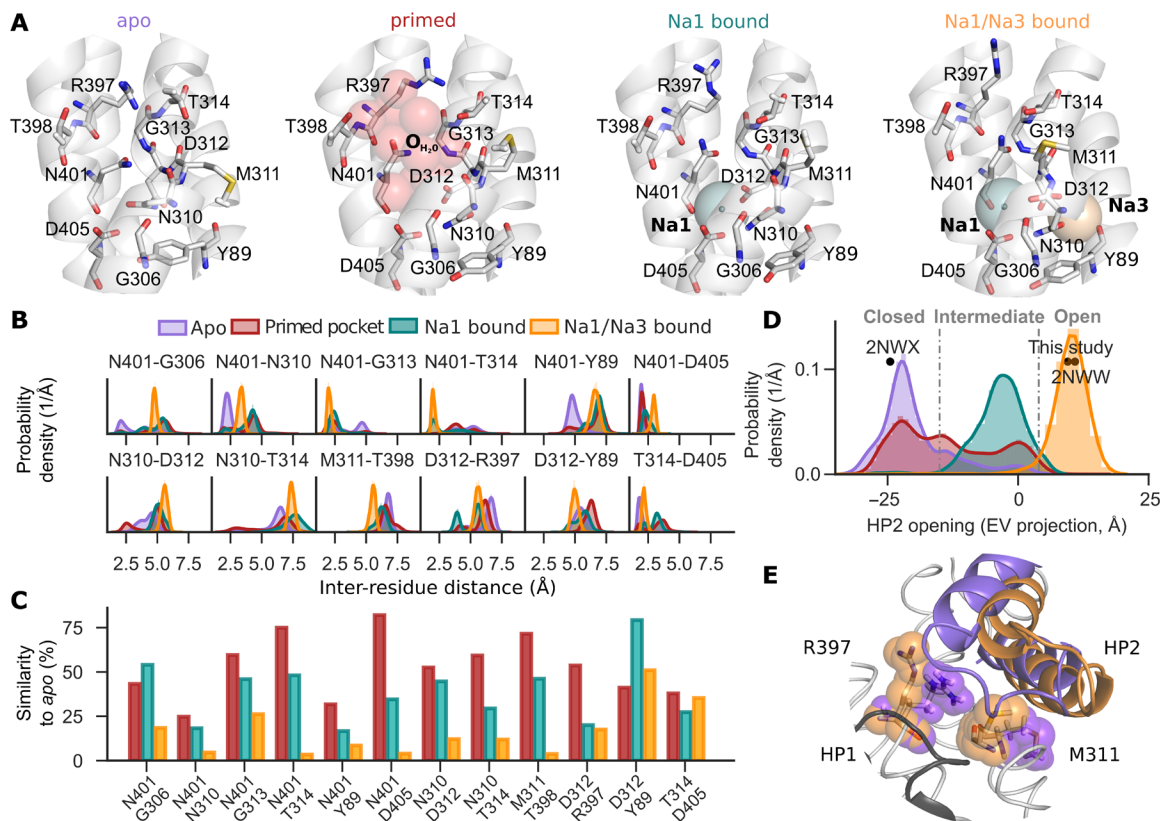 A
apo
primed
Na1 bound
Na1/Na3 bound
R397
T314
T398
G313
D312
N401
M311
N310
D405
Y89
G306
R397
T314
T398
G313
O H₂O
N401
D312
M311
N310
D405
G306
Y89
R397
T314
T398
G313
N401
D312
M311
Na1
N310
D405
G306
Y89
R397
T314
T398
G313
M311
N401
D312
Na3
Na1
N310
D405
G306
Y89
B
Apo
Primed pocket
Na1 bound
Na1/Na3 bound
N401-G306
N401-N310
N401-G313
N401-T314
N401-Y89
N401-D405
N310-D312
N310-T314
M311-T398
D312-R397
D312-Y89
T314-D405
Probability
density (1/Å)
2.5 5.0 7.5
2.5 5.0 7.5
2.5 5.0 7.5
2.5 5.0 7.5
2.5 5.0 7.5
2.5 5.0 7.5
Inter-residue distance (Å)
C
Similarity
to apo (%)
75
50
25
0
N401
G306
N401
N310
N401
G313
N401
T314
N401
Y89
N401
D405
N310
D312
N310
T314
M311
T398
D312
R397
D312
Y89
T314
D405
D
Closed
Intermediate
Open
2NWX
This study
2NWW
Probability
density (1/Å)
0.1
0.0
−25
0
25
HP2 opening (EV projection, Å)
E
R397
HP2
HP1
M311